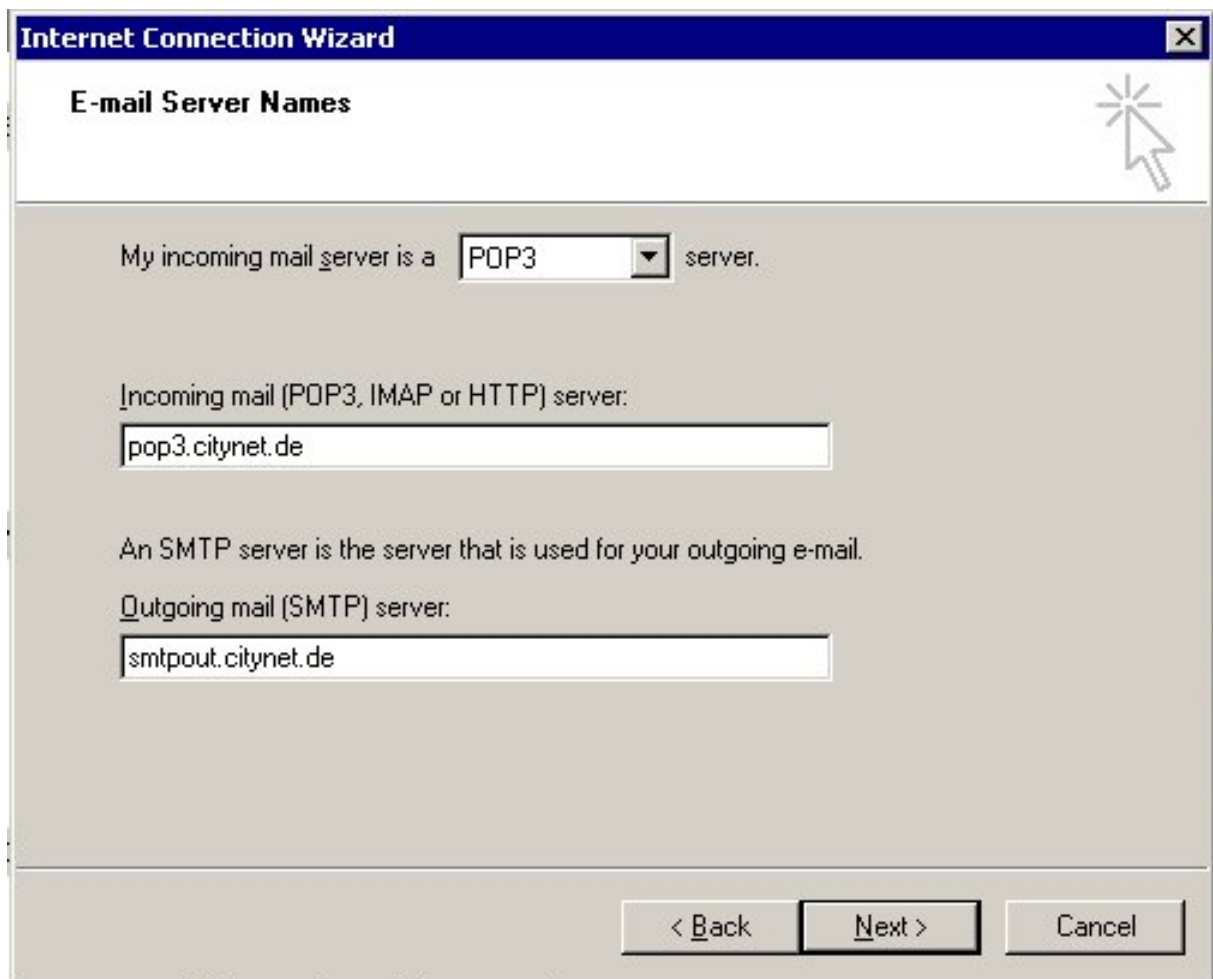 Internet Connection Wizard
E-mail Server Names
My incoming mail server is a POP3 server.
Incoming mail (POP3, IMAP or HTTP) server:
pop3.citynet.de
An SMTP server is the server that is used for your outgoing e-mail.
Outgoing mail (SMTP) server:
smtpout.citynet.de
< Back Next > Cancel